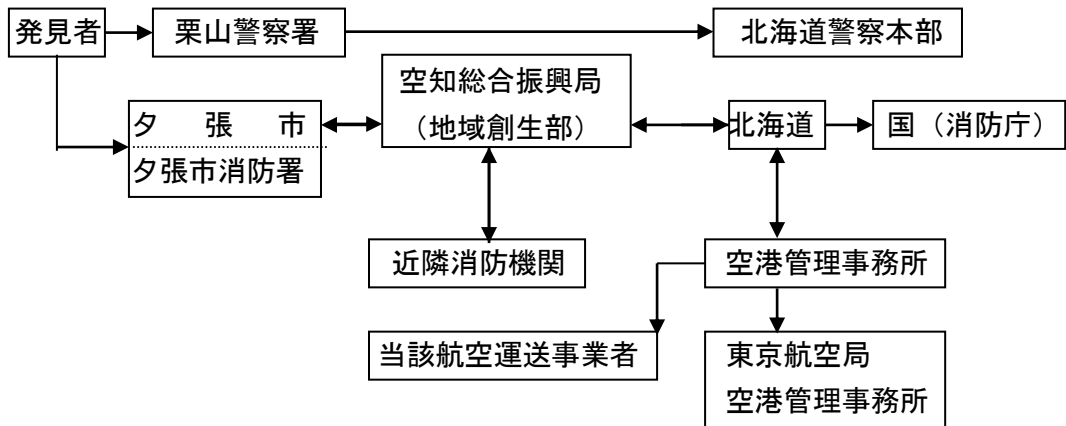 発見者
栗山警察署
北海道警察本部
空知総合振興局
（地域創生部）
夕張市
夕張市消防署
北海道
国（消防庁）
近隣消防機関
空港管理事務所
当該航空運送事業者
東京航空局
空港管理事務所